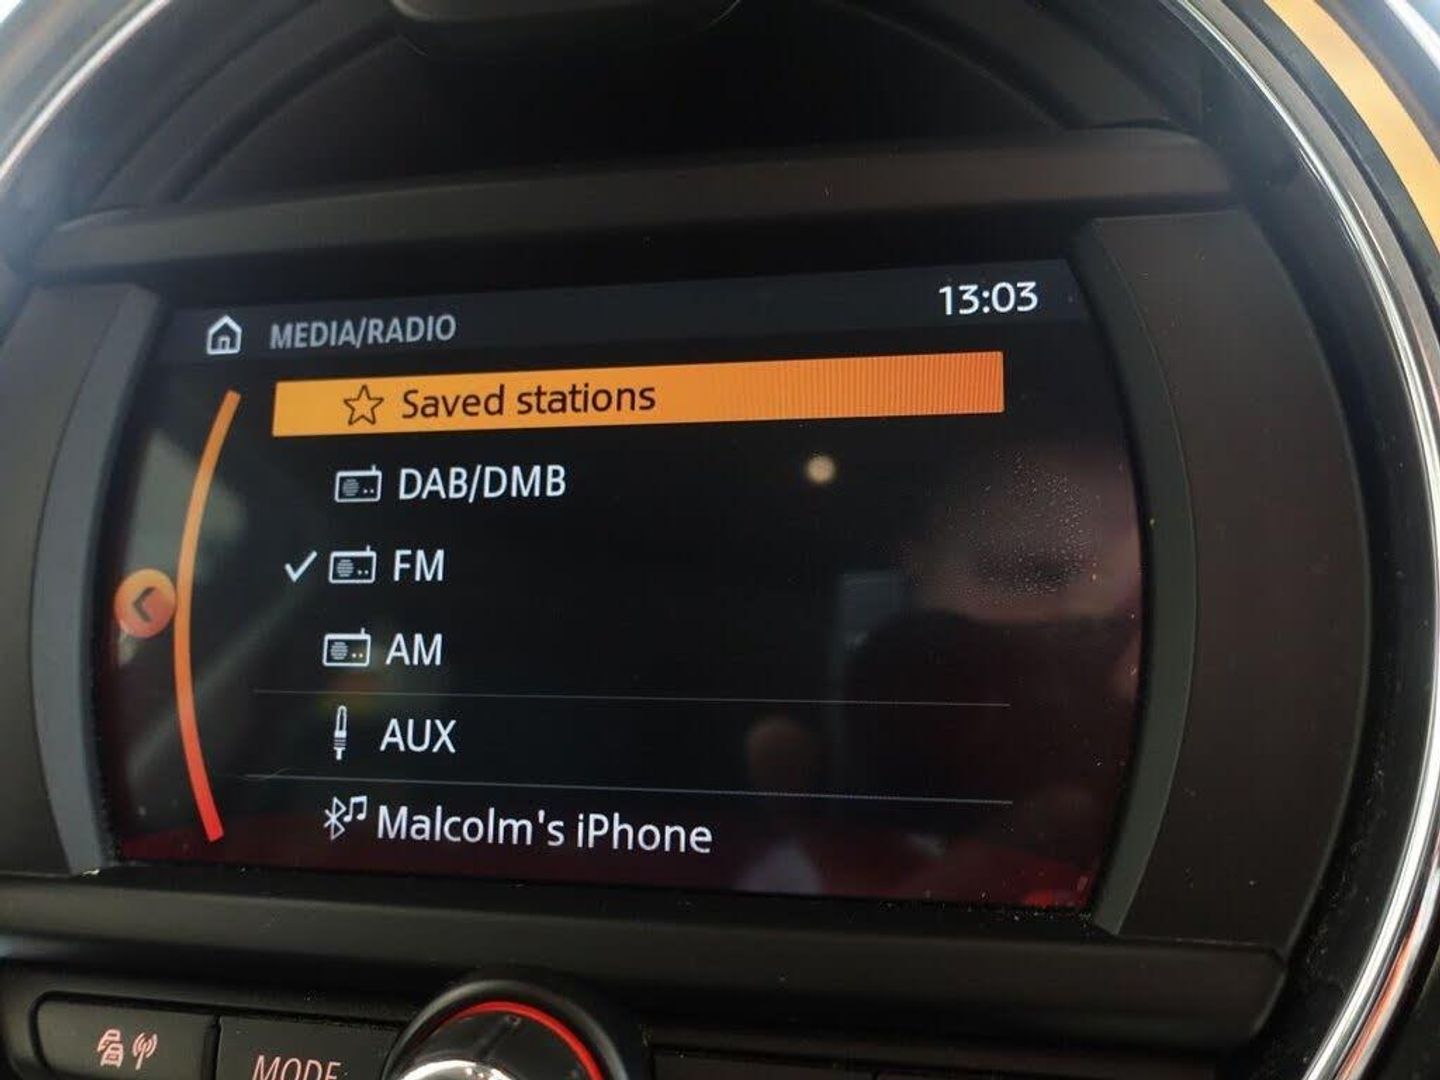 MEDIA/RADIO 13:03
Saved stations
DAB/DMB
FM
AM
AUX
Malcolm's iPhone
MODE